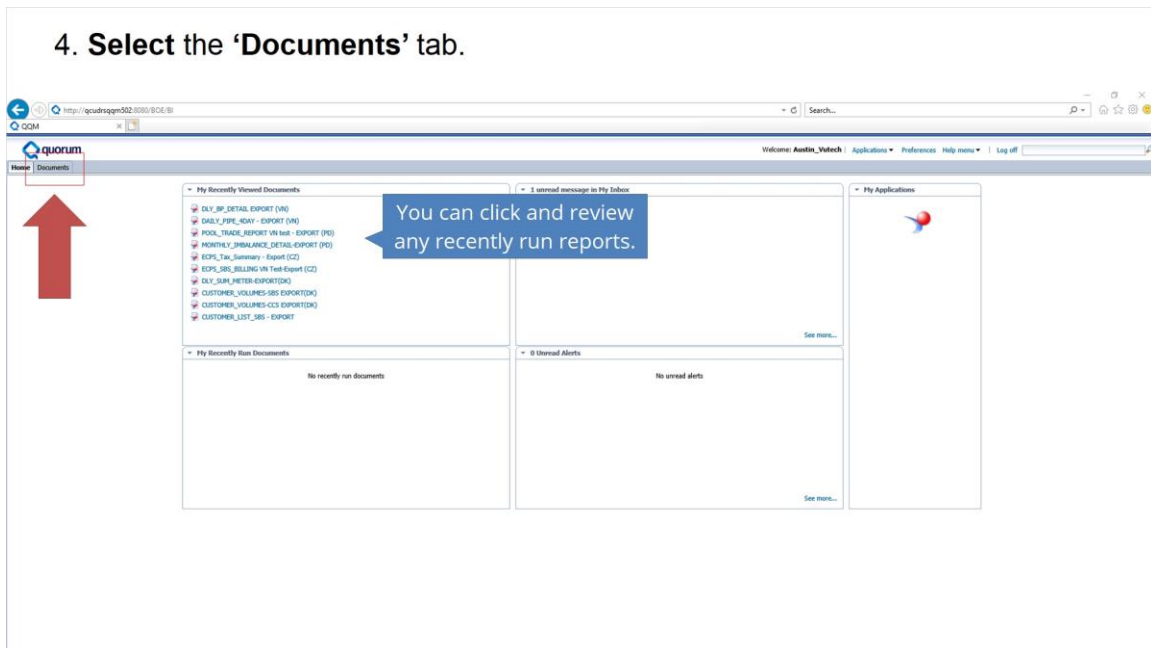 4. Select the ‘Documents’ tab.
http://qcudrsqqm502:8080/BOE/BI
Search...
QQM
quorum
Welcome: Austin_Vutech | Applications Preferences Help menu | Log off
Home Documents
My Recently Viewed Documents
DLY_BP_DETAIL EXPORT (VN)
DAILY_PIPE_4DAY - EXPORT (VN)
POOL_TRADE_REPORT VN test - EXPORT (PD)
MONTHLY_IMBALANCE_DETAIL-EXPORT (PD)
ECPS_Tax_Summary - Export (CZ)
ECPS_SBS_BILLING VN Test-Export (CZ)
DLY_SUM_METER-EXPORT(DK)
CUSTOMER_VOLUMES-SBS EXPORT(DK)
CUSTOMER_VOLUMES-CCS EXPORT(DK)
CUSTOMER_LIST_SBS - EXPORT
1 unread message in My Inbox
You can click and review
any recently run reports.
See more...
My Applications
My Recently Run Documents
No recently run documents
0 Unread Alerts
No unread alerts
See more...